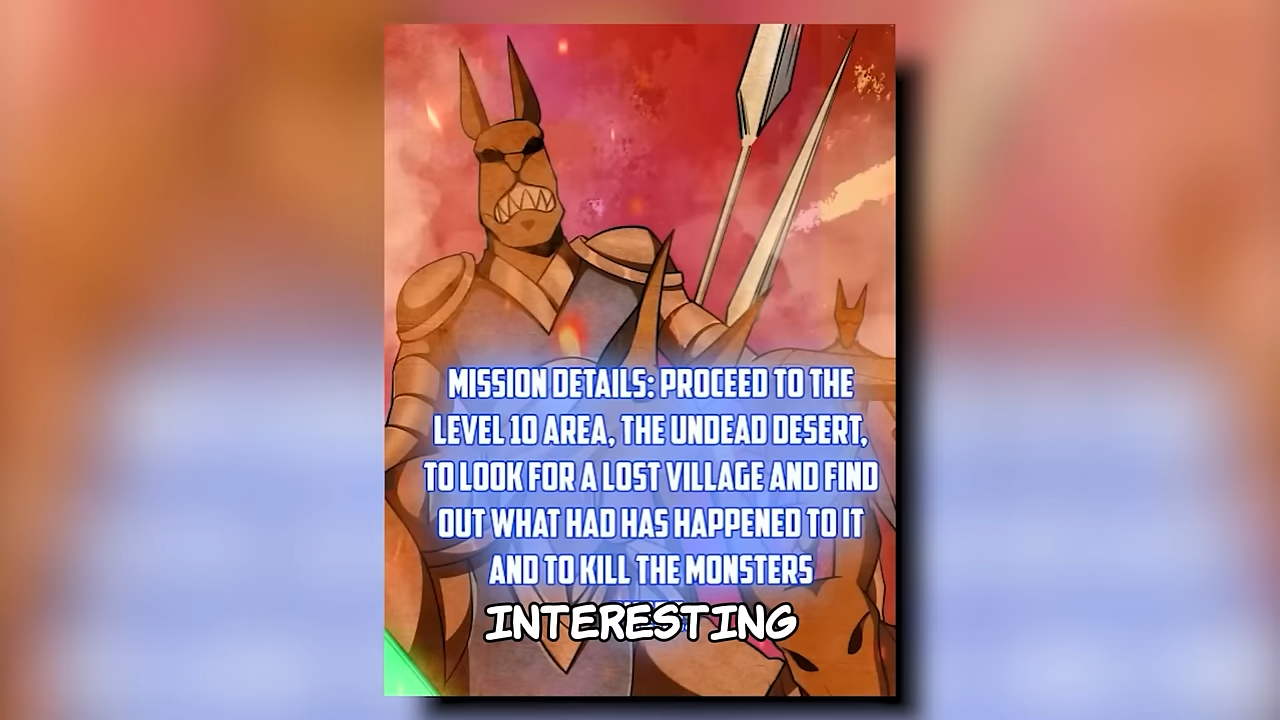 MISSION DETAILS: PROCEED TO THE
LEVEL 10 AREA, THE UNDEAD DESERT,
TO LOOK FOR A LOST VILLAGE AND FIND
OUT WHAT HAD HAS HAPPENED TO IT
AND TO KILL THE MONSTERS
INTERESTING